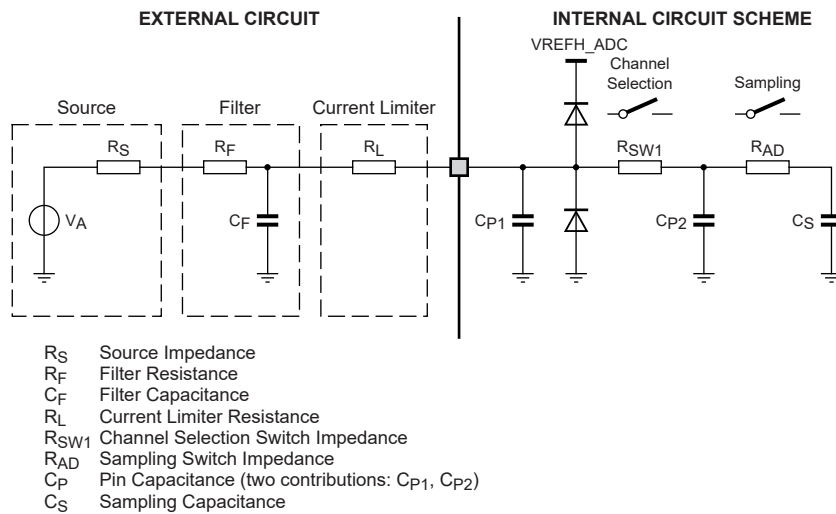 EXTERNAL CIRCUIT
INTERNAL CIRCUIT SCHEME
VREFH_ADC
Channel
Selection
Sampling
Source
Filter
Current Limiter
RS
RF
RL
RSW1
RAD
VA
CF
CP1
CP2
CS
RS Source Impedance
RF Filter Resistance
CF Filter Capacitance
RL Current Limiter Resistance
RSW1 Channel Selection Switch Impedance
RAD Sampling Switch Impedance
CP Pin Capacitance (two contributions: CP1, CP2)
CS Sampling Capacitance